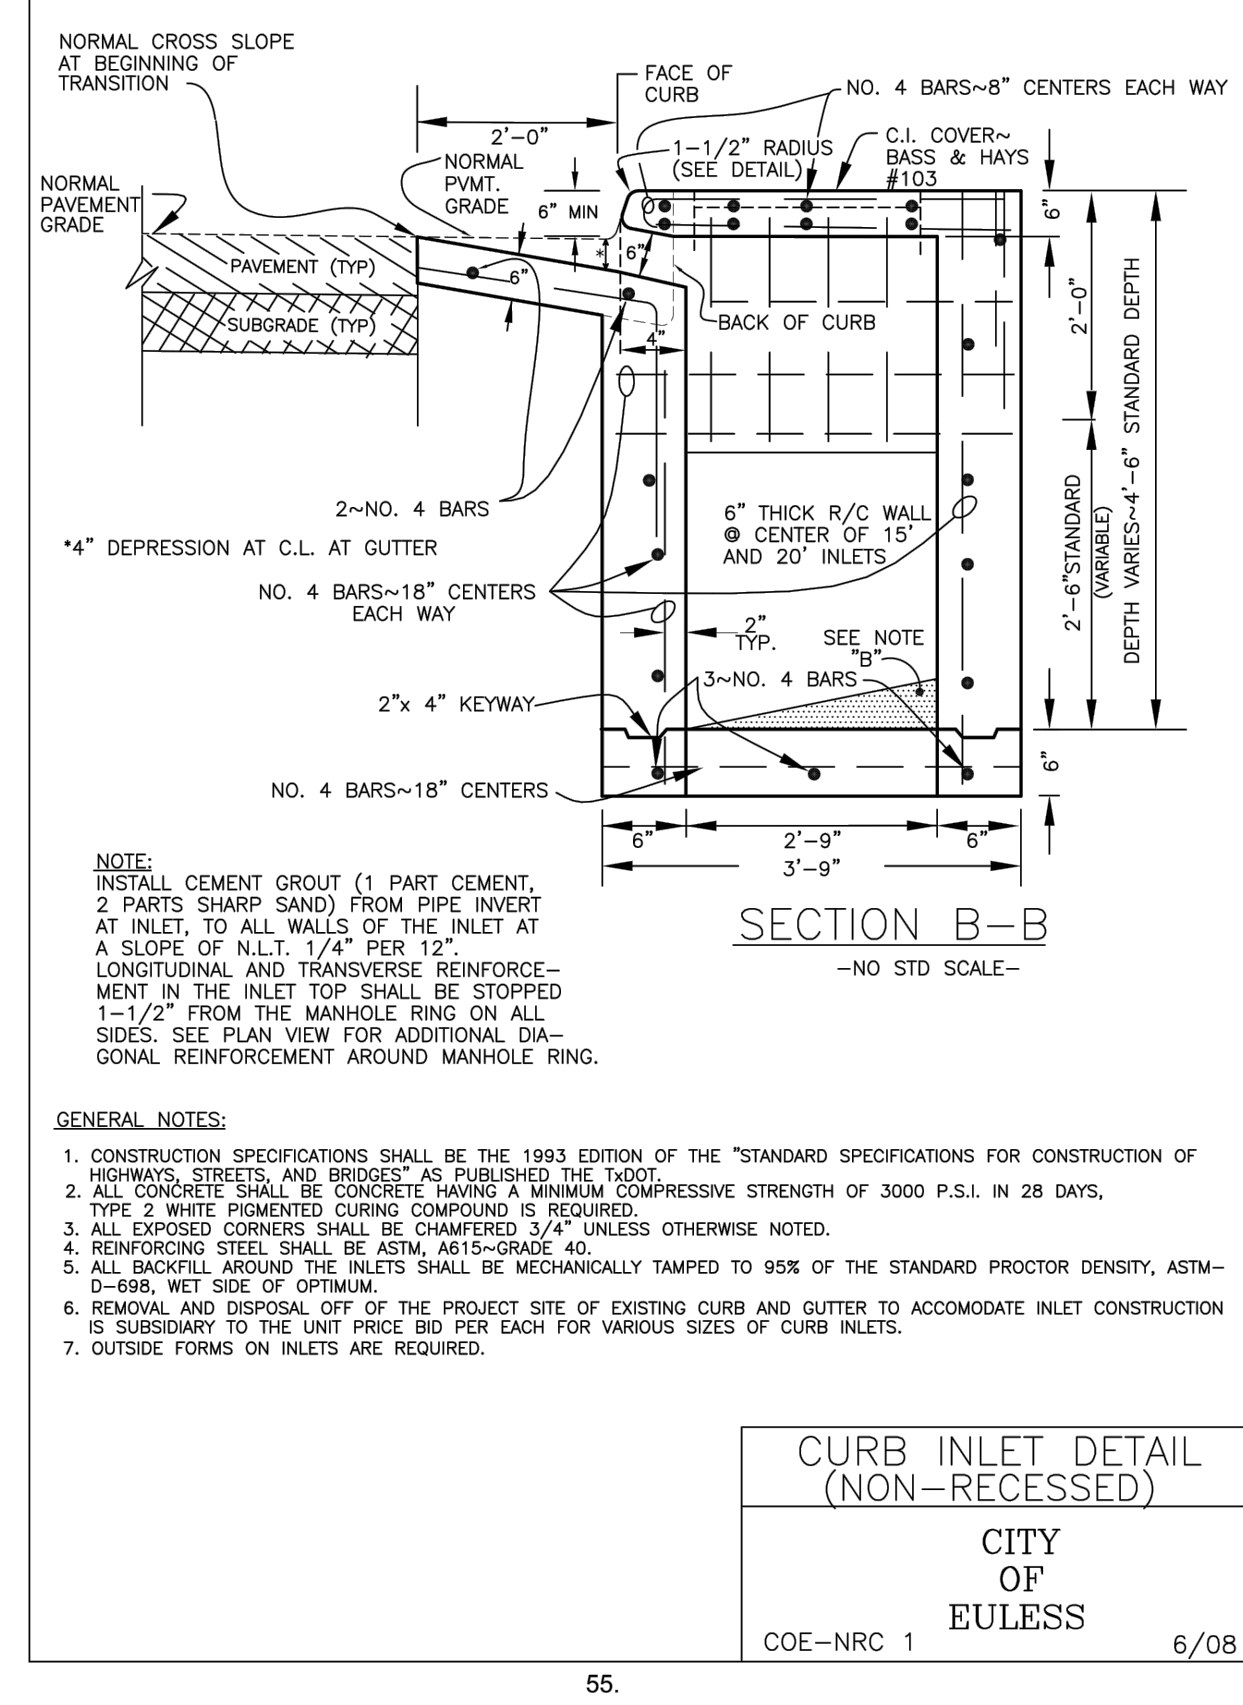 NORMAL CROSS SLOPE
AT BEGINNING OF
TRANSITION
FACE OF
CURB
NO. 4 BARS~8" CENTERS EACH WAY
2'-0"
1-1/2" RADIUS
(SEE DETAIL)
C.I. COVER~
BASS & HAYS
#103
NORMAL
PVMT.
GRADE
NORMAL
PAVEMENT
GRADE
6" MIN
6"
*
6"
PAVEMENT (TYP)
6"
SUBGRADE (TYP)
BACK OF CURB
4"
2'-0"
DEPTH VARIES~4'-6" STANDARD DEPTH
2~NO. 4 BARS
6" THICK R/C WALL
@ CENTER OF 15'
AND 20' INLETS
2'-6"STANDARD
(VARIABLE)
*4" DEPRESSION AT C.L. AT GUTTER
NO. 4 BARS~18" CENTERS
EACH WAY
2"
TYP.
SEE NOTE
"B"
3~NO. 4 BARS
2"x 4" KEYWAY
6"
NO. 4 BARS~18" CENTERS
6"
2'-9"
6"
3'-9"
NOTE:
INSTALL CEMENT GROUT (1 PART CEMENT,
2 PARTS SHARP SAND) FROM PIPE INVERT
AT INLET, TO ALL WALLS OF THE INLET AT
A SLOPE OF N.L.T. 1/4" PER 12".
LONGITUDINAL AND TRANSVERSE REINFORCE-
MENT IN THE INLET TOP SHALL BE STOPPED
1-1/2" FROM THE MANHOLE RING ON ALL
SIDES. SEE PLAN VIEW FOR ADDITIONAL DIA-
GONAL REINFORCEMENT AROUND MANHOLE RING.
SECTION B-B
-NO STD SCALE-
GENERAL NOTES:
1. CONSTRUCTION SPECIFICATIONS SHALL BE THE 1993 EDITION OF THE "STANDARD SPECIFICATIONS FOR CONSTRUCTION OF
HIGHWAYS, STREETS, AND BRIDGES" AS PUBLISHED THE TxDOT.
2. ALL CONCRETE SHALL BE CONCRETE HAVING A MINIMUM COMPRESSIVE STRENGTH OF 3000 P.S.I. IN 28 DAYS,
TYPE 2 WHITE PIGMENTED CURING COMPOUND IS REQUIRED.
3. ALL EXPOSED CORNERS SHALL BE CHAMFERED 3/4" UNLESS OTHERWISE NOTED.
4. REINFORCING STEEL SHALL BE ASTM, A615~GRADE 40.
5. ALL BACKFILL AROUND THE INLETS SHALL BE MECHANICALLY TAMPED TO 95% OF THE STANDARD PROCTOR DENSITY, ASTM-
D-698, WET SIDE OF OPTIMUM.
6. REMOVAL AND DISPOSAL OFF OF THE PROJECT SITE OF EXISTING CURB AND GUTTER TO ACCOMODATE INLET CONSTRUCTION
IS SUBSIDIARY TO THE UNIT PRICE BID PER EACH FOR VARIOUS SIZES OF CURB INLETS.
7. OUTSIDE FORMS ON INLETS ARE REQUIRED.
CURB INLET DETAIL
(NON-RECESSED)
CITY
OF
EULESS
COE-NRC 1
6/08
55.